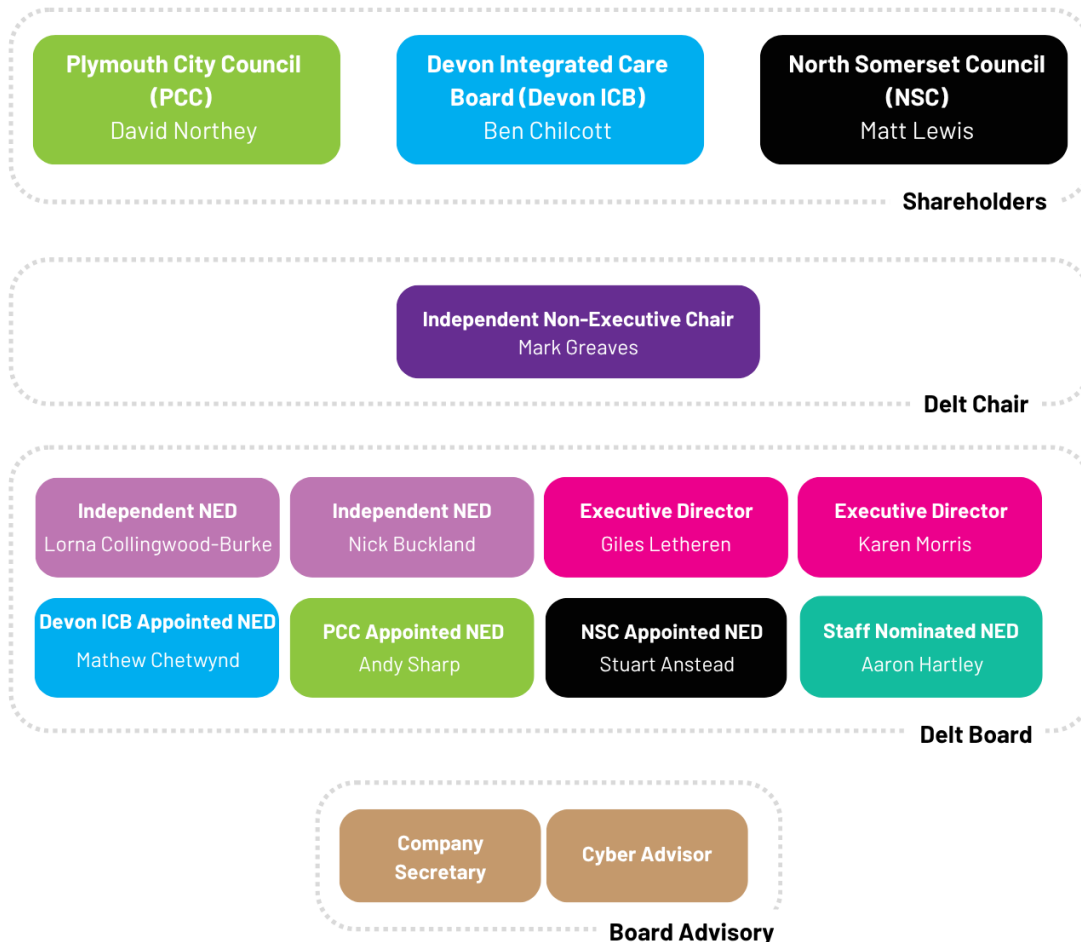 Plymouth City Council
(PCC)
David Northey
Devon Integrated Care
Board (Devon ICB)
Ben Chilcott
North Somerset Council
(NSC)
Matt Lewis
Shareholders
Independent Non-Executive Chair
Mark Greaves
Delt Chair
Independent NED
Lorna Collingwood-Burke
Independent NED
Nick Buckland
Executive Director
Giles Letheren
Executive Director
Karen Morris
Devon ICB Appointed NED
Mathew Chetwynd
PCC Appointed NED
Andy Sharp
NSC Appointed NED
Stuart Anstead
Staff Nominated NED
Aaron Hartley
Delt Board
Company
Secretary
Cyber Advisor
Board Advisory